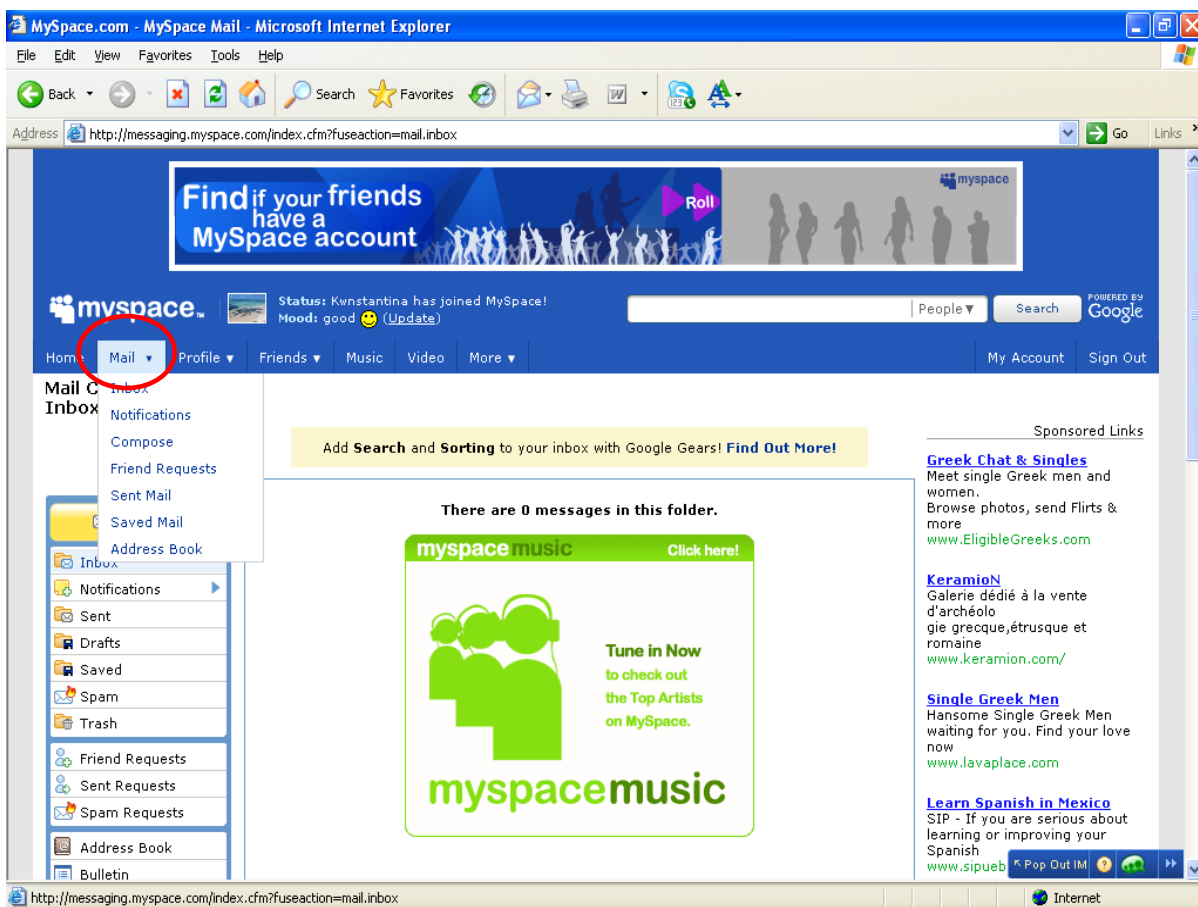 MySpace.com - MySpace Mail - Microsoft Internet Explorer
File Edit View Favorites Tools Help
Back Search Favorites
Address http://messaging.myspace.com/index.cfm?fuseaction=mail.inbox Go Links
Find if your friends
have a
MySpace account
Roll
myspace
myspace
Status: Kwnstantina has joined MySpace!
Mood: good (Update)
People
Search
POWERED BY
Google
Home Mail Profile Friends Music Video More My Account Sign Out
Mail C
Inbox
Inbox
Notifications
Compose
Friend Requests
Sent Mail
Saved Mail
Address Book
Add Search and Sorting to your inbox with Google Gears! Find Out More!
Inbox
Notifications
Sent
Drafts
Saved
Spam
Trash
Friend Requests
Sent Requests
Spam Requests
Address Book
Bulletin
There are 0 messages in this folder.
myspace music Click here!
Tune in Now
to check out
the Top Artists
on MySpace.
myspacemusic
Sponsored Links
Greek Chat & Singles
Meet single Greek men and
women.
Browse photos, send Flirts &
more
www.EligibleGreeks.com
KeramioN
Galerie dédié à la vente
d'archéolo
gie grecque,étrusque et
romaine
www.keramion.com/
Single Greek Men
Hansome Single Greek Men
waiting for you. Find your love
now
www.lavaplace.com
Learn Spanish in Mexico
SIP - If you are serious about
learning or improving your
Spanish
www.sipueb
Pop Out IM
http://messaging.myspace.com/index.cfm?fuseaction=mail.inbox Internet